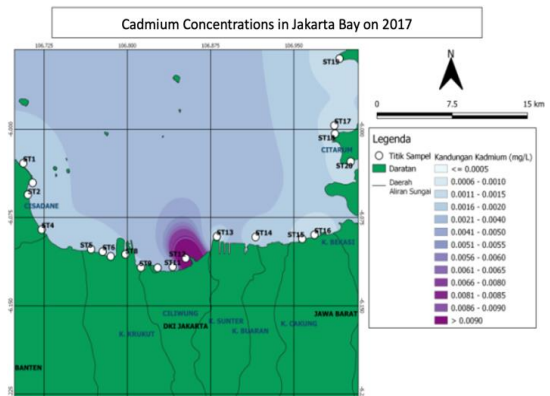 Cadmium Concentrations in Jakarta Bay on 2017
106,725 106,800 106,875 106,950
N
0 7.5 15 km
Legenda
Titik Sampel
Daratan
Daerah
Aliran Sungai
Kandungan Kadmium (mg/L)
<= 0.0005
0.0006 - 0.0010
0.0011 - 0.0015
0.0016 - 0.0020
0.0021 - 0.0040
0.0041 - 0.0050
0.0051 - 0.0055
0.0056 - 0.0060
0.0061 - 0.0065
0.0066 - 0.0080
0.0081 - 0.0085
0.0086 - 0.0090
> 0.0090
ST19
ST17
ST18
CITARUM
ST20
ST1
ST2
CISADANE
ST4
ST5
ST6
ST8
ST9
ST11
ST12
ST13
ST14
ST15
ST16
K. BEKASI
CILIWUNG
K. KRUKUT
DKI JAKARTA
K. SUNTER
K. BUARAN
K. CAKUNG
JAWA BARAT
BANTEN